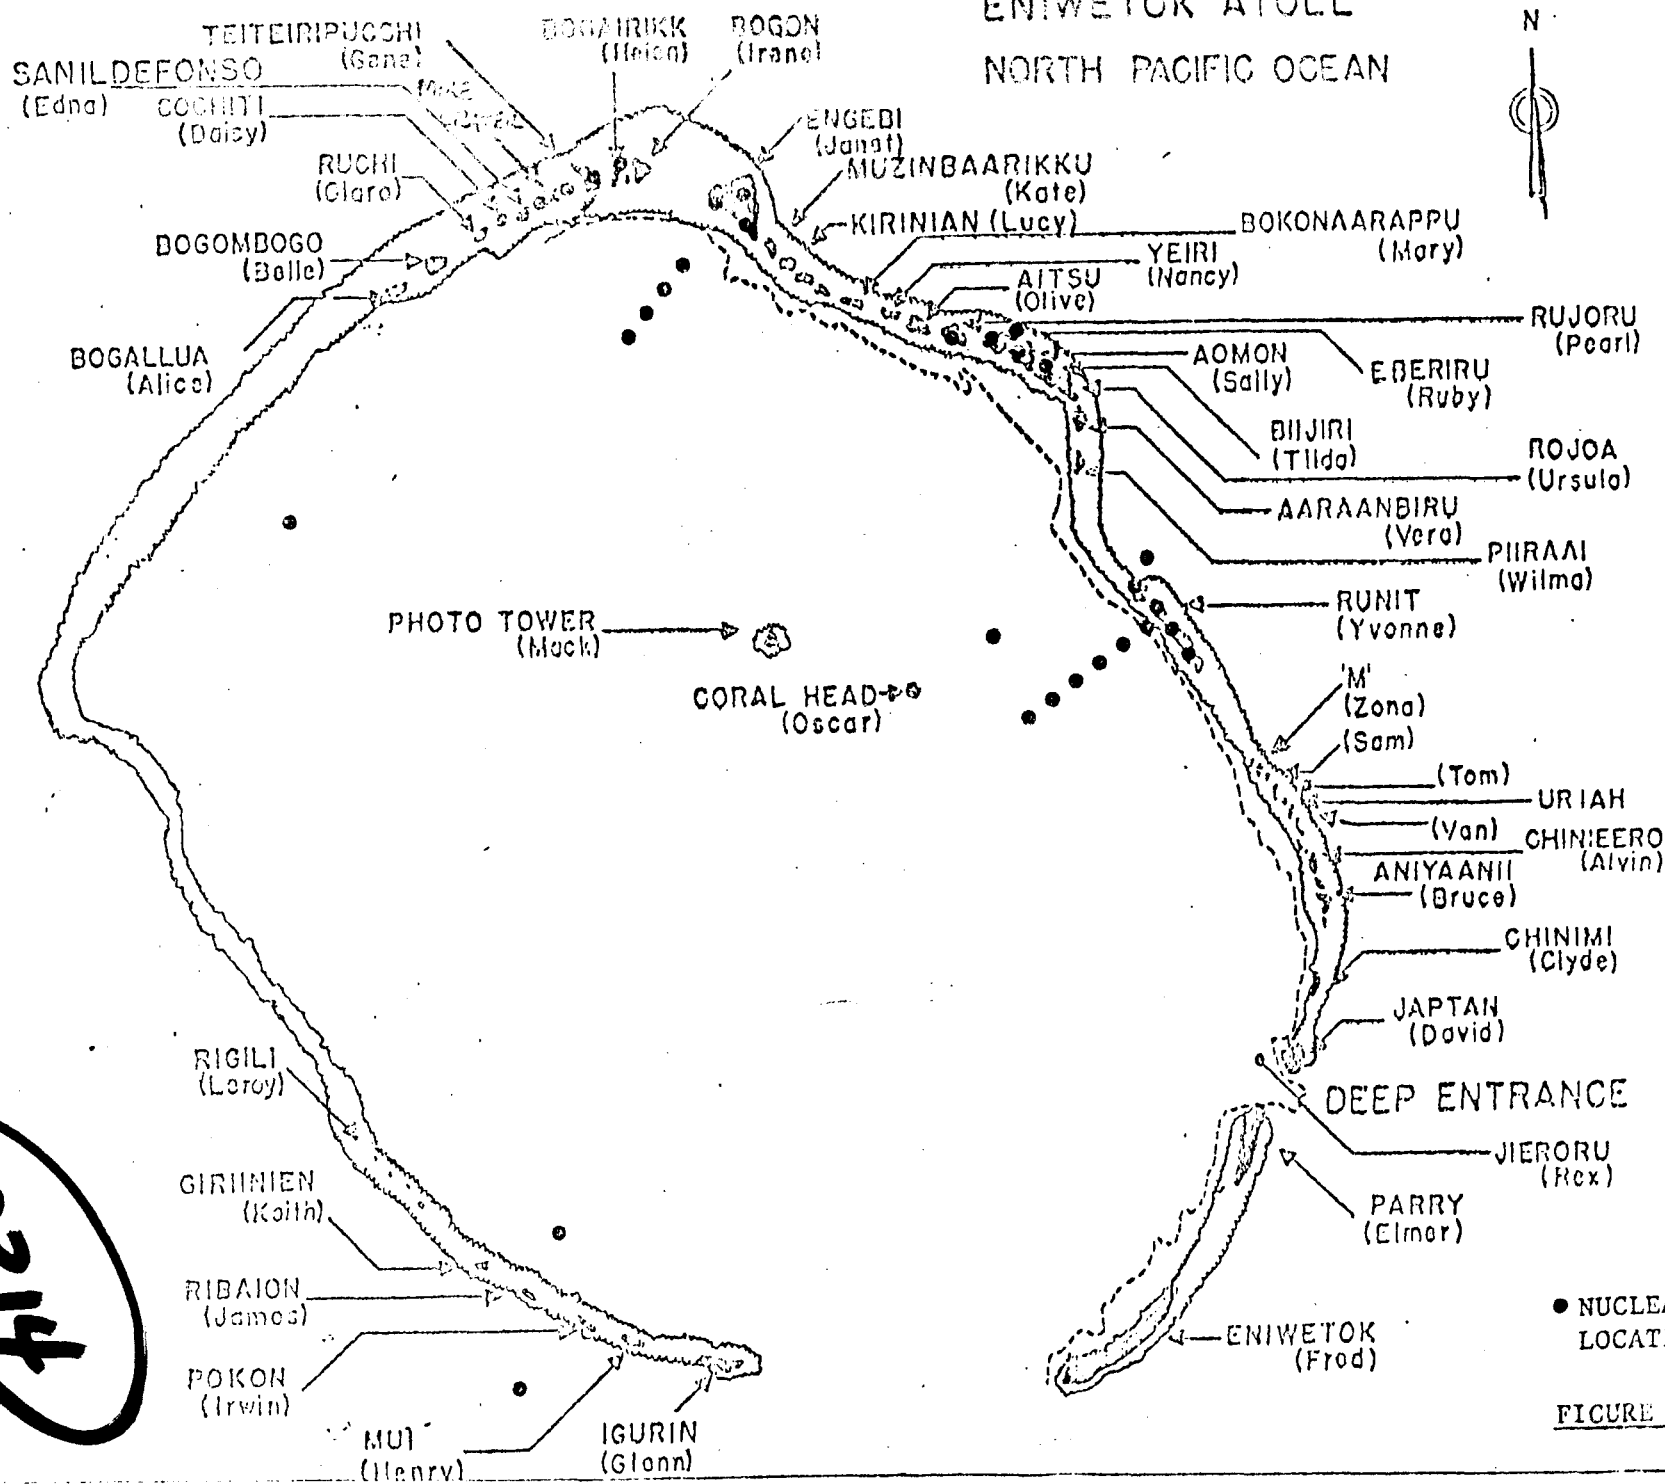 ENIWETOK ATOLL
NORTH PACIFIC OCEAN
N
TEITEIRIPUCCHI
(Gene)
BOGAIRIKK
(Helen)
BOGON
(Irene)
SANILDEFONSO
(Edna)
MIKE
COCHITI
(Daisy)
RUCHI
(Clara)
BOGOMBOGO
(Belle)
BOGALLUA
(Alice)
ENGEBI
(Janet)
MUZINBAARIKKU
(Kate)
KIRINIAN (Lucy)
BOKONAARAPPU
(Mary)
YEIRI
(Nancy)
AITSU
(Olive)
RUJORU
(Pearl)
EBERIRU
(Ruby)
AOMON
(Sally)
BIIJIRI
(Tilda)
ROJOA
(Ursula)
AARAANBIRU
(Vera)
PIIRAAI
(Wilma)
RUNIT
(Yvonne)
PHOTO TOWER
(Mack)
CORAL HEAD
(Oscar)
'M'
(Zona)
(Sam)
(Tom)
URIAH
(Van)
CHINIEERO
(Alvin)
ANIYAANII
(Bruce)
CHINIMI
(Clyde)
JAPTAN
(David)
DEEP ENTRANCE
JIERORU
(Rex)
PARRY
(Elmer)
ENIWETOK
(Fred)
RIGILI
(Leroy)
GIRIINIEN
(Keith)
RIBAION
(James)
POKON
(Irwin)
MUI
(Henry)
IGURIN
(Glenn)
NUCLEA
LOCAT
FIGURE